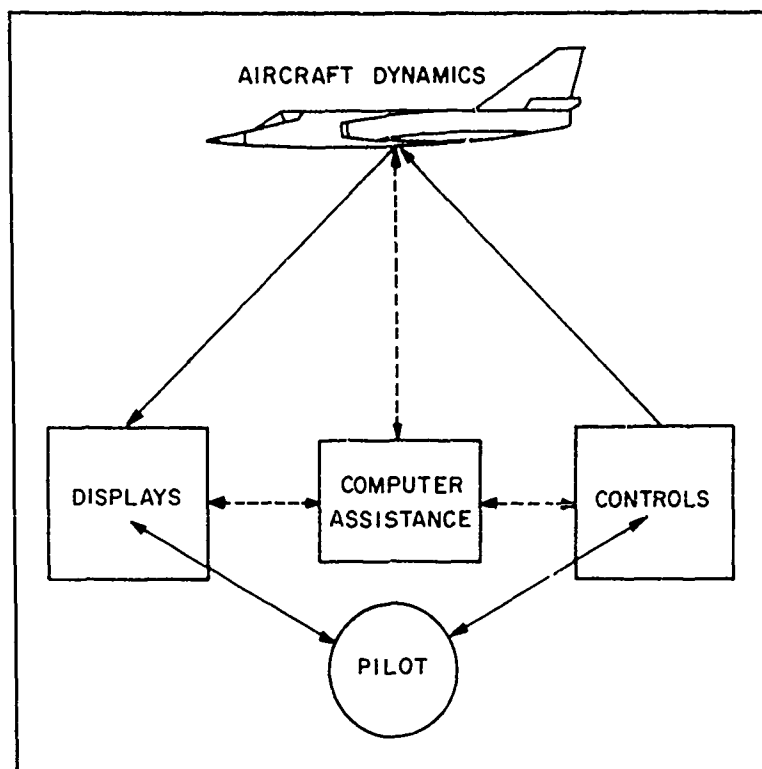 AIRCRAFT DYNAMICS
DISPLAYS
COMPUTER
ASSISTANCE
CONTROLS
PILOT